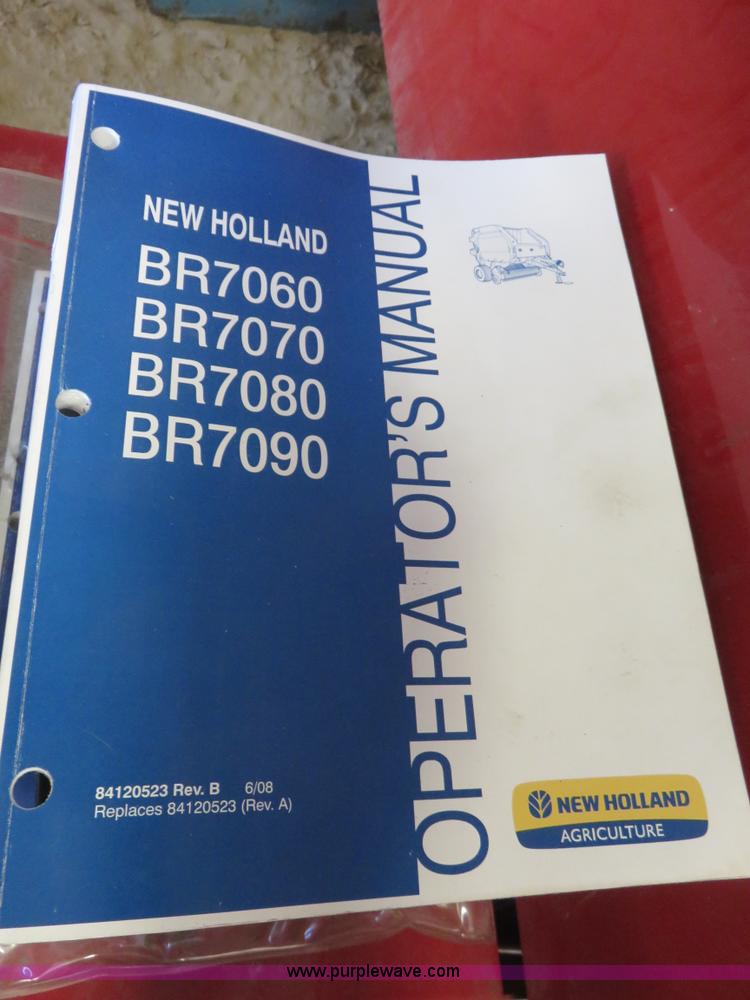 NEW HOLLAND
BR7060
BR7070
BR7080
BR7090
OPERATOR'S MANUAL
84120523 Rev. B 6/08
Replaces 84120523 (Rev. A)
NEW HOLLAND
AGRICULTURE
www.purplewave.com